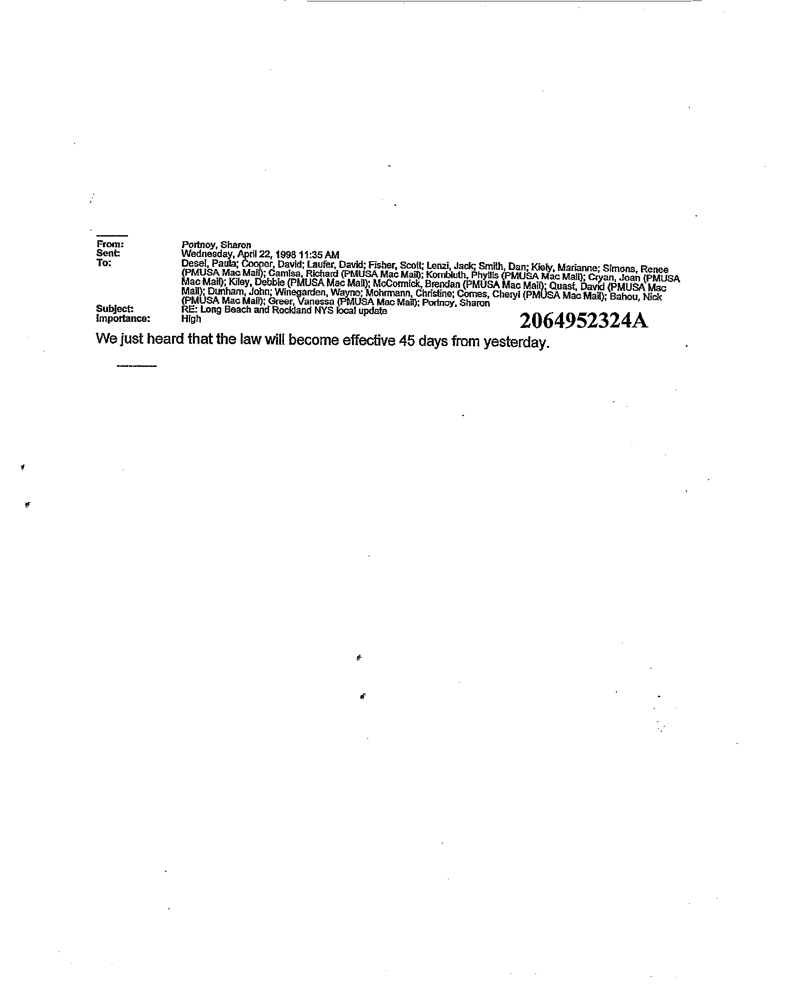 From: Portnoy, Sharon
Sent: Wednesday, April 22, 1998 11:35 AM
To: Desel, Paula; Cooper, David; Laufer, David; Fisher, Scott; Lenzi, Jack; Smith, Dan; Kiely, Marianne; Simons, Renee
(PMUSA Mac Mail); Camisa, Richard (PMUSA Mac Mail); Kornbluth, Phyllis (PMUSA Mac Mail); Cryan, Joan (PMUSA
Mac Mail); Kiley, Debbie (PMUSA Mac Mail); McCormick, Brendan (PMUSA Mac Mail); Quast, David (PMUSA Mac
Mail); Dunham, John; Winegarden, Wayne; Mohrmann, Christine; Comes, Cheryl (PMUSA Mac Mail); Bahou, Nick
(PMUSA Mac Mail); Greer, Vanessa (PMUSA Mac Mail); Portnoy, Sharon
Subject: RE: Long Beach and Rockland NYS local update
Importance: High
2064952324A
We just heard that the law will become effective 45 days from yesterday.